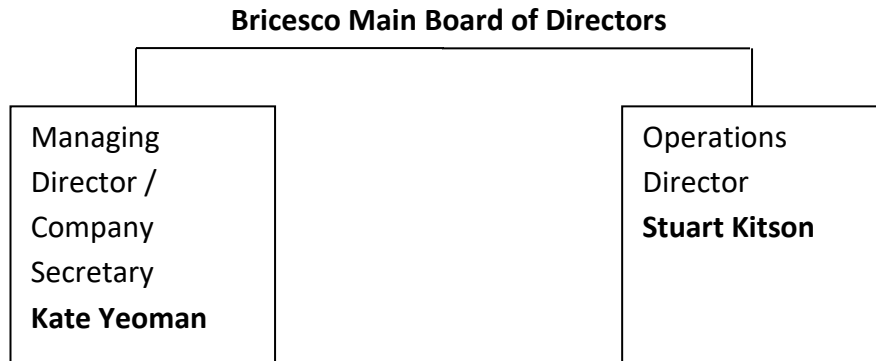 Bricesco Main Board of Directors
Managing
Director /
Company
Secretary
Kate Yeoman
Operations
Director
Stuart Kitson